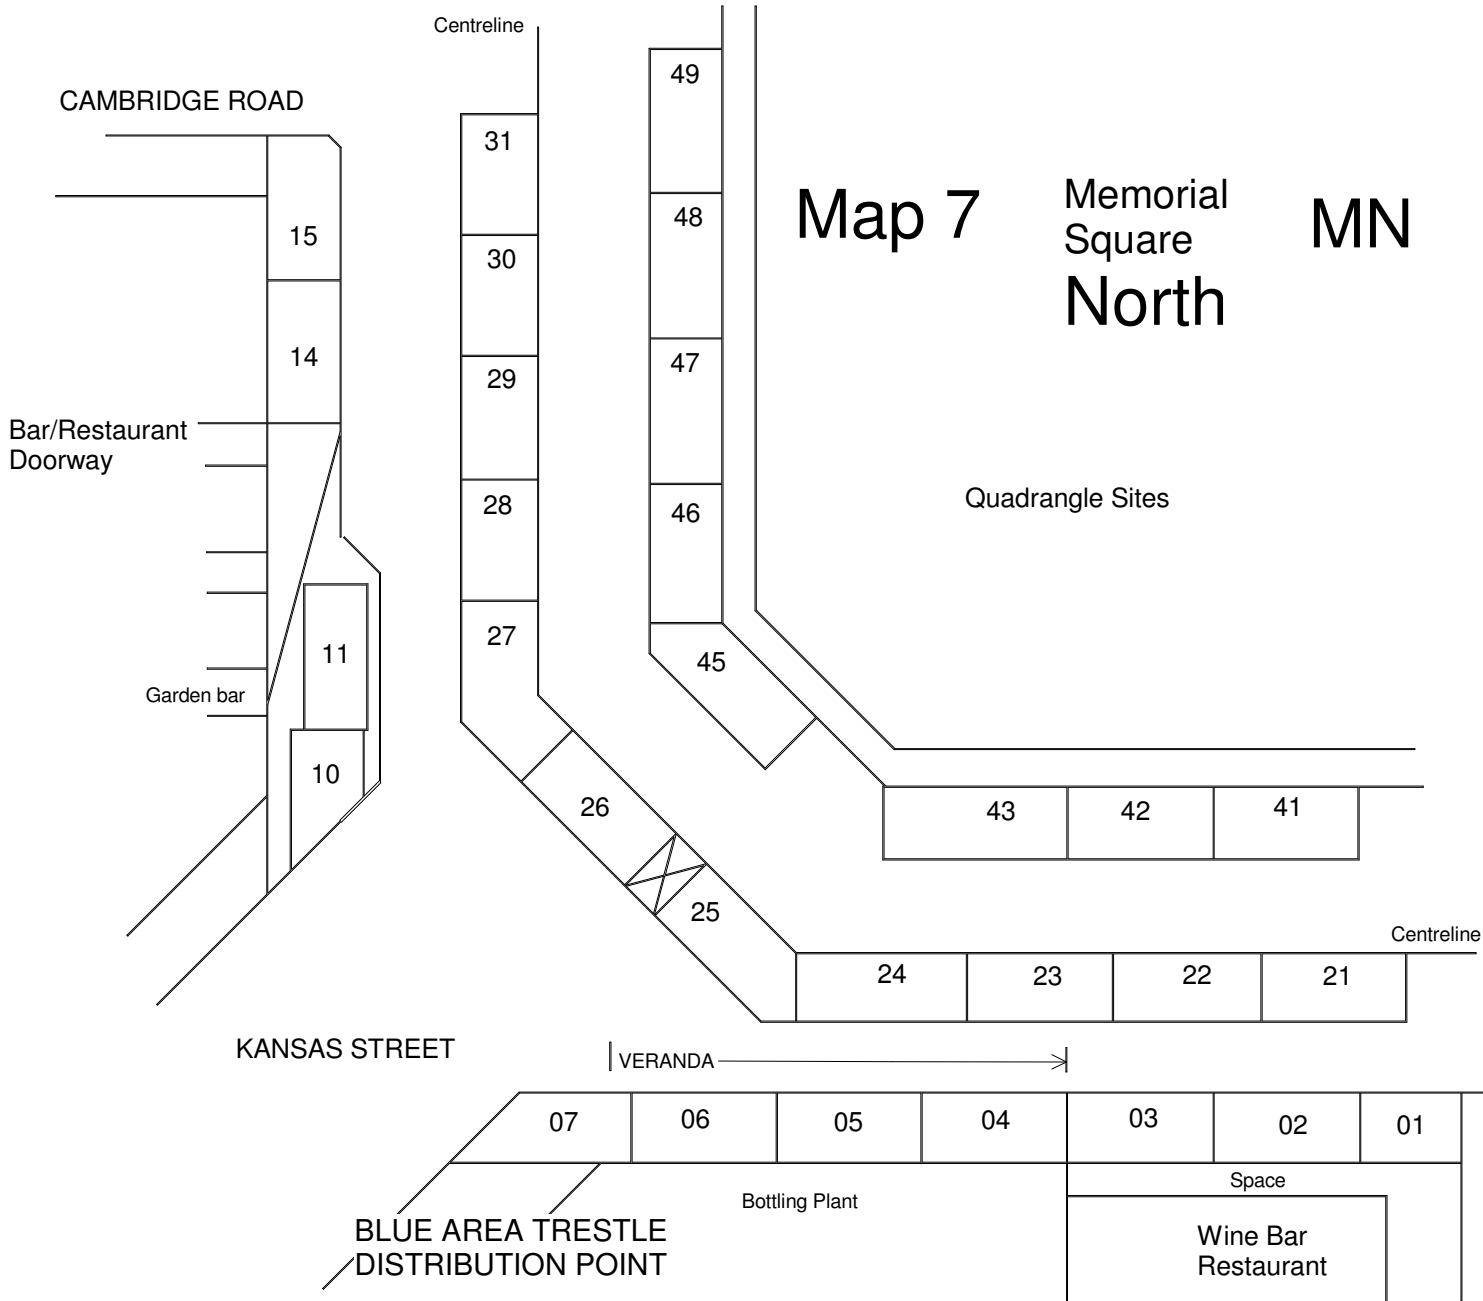 Centreline
49
CAMBRIDGE ROAD
31
Map 7
Memorial
Square
North
MN
48
15
30
14
47
29
Bar/Restaurant
Doorway
Quadrangle Sites
28
46
27
11
45
Garden bar
10
26
43
42
41
25
Centreline
24
23
22
21
KANSAS STREET
VERANDA
07
06
05
04
03
02
01
Space
Bottling Plant
BLUE AREA TRESTLE
DISTRIBUTION POINT
Wine Bar
Restaurant